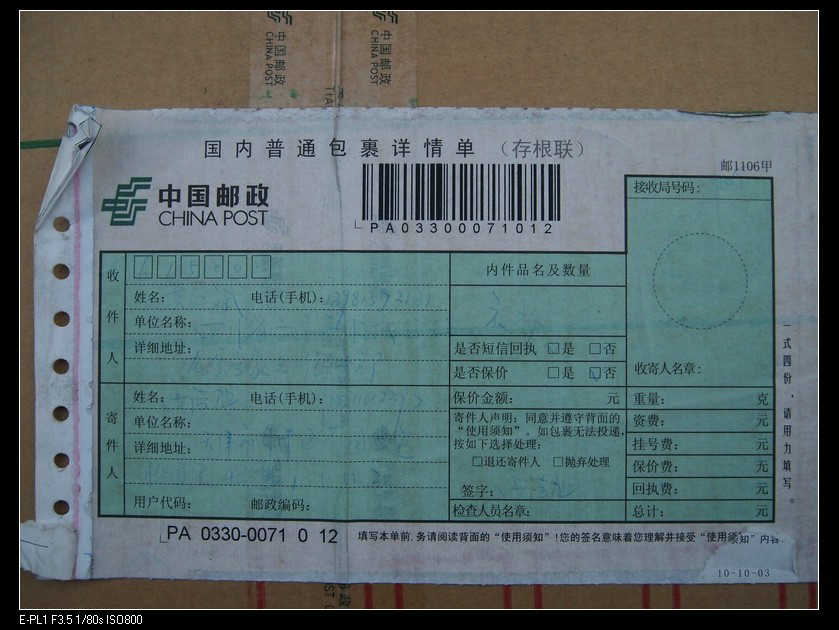 中国邮政
CHINA POST
中国邮政
CHINA POST
国内普通包裹详情单（存根联）
邮1106甲
中国邮政
CHINA POST
PA03300071012
接收局号码：
收件人
姓名： 电话(手机)：
单位名称：
详细地址：
内件品名及数量
是否短信回执 □是 □否
是否保价 □是 □否
收寄人名章：
寄件人
姓名： 电话(手机)：
单位名称：
详细地址：
用户代码： 邮政编码：
保价金额： 元
寄件人声明：同意并遵守背面的
“使用须知”。如包裹无法投递，
按如下选择处理：
□退还寄件人 □抛弃处理
签字：
检查人员名章：
重量： 克
资费： 元
挂号费： 元
保价费： 元
回执费： 元
总计： 元
一式四份，请用力填写。
PA 0330-0071 0 12
填写本单前，务请阅读背面的“使用须知”！您的签名意味着您理解并接受“使用须知”内容
10-10-03
E-PL1 F3.5 1/80s ISO800